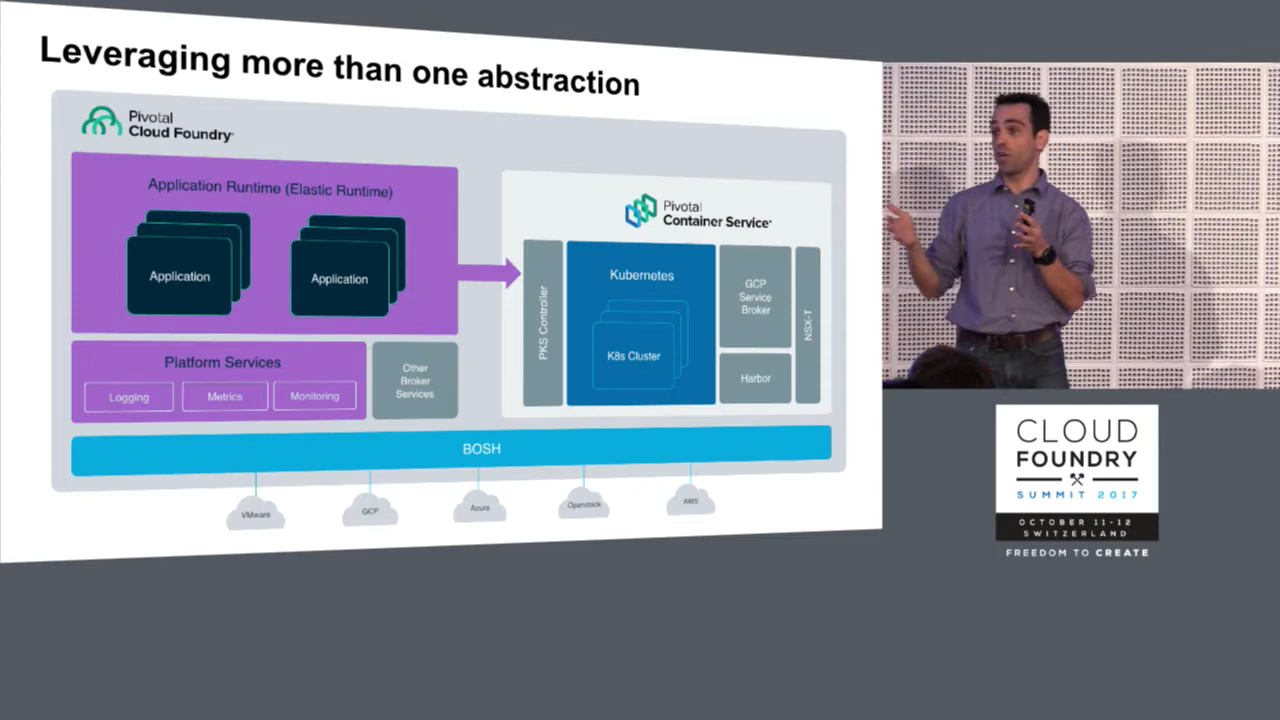 Leveraging more than one abstraction
Pivotal
Cloud Foundry
Application Runtime (Elastic Runtime)
Application
Application
Platform Services
Logging
Metrics
Monitoring
Other
Broker
Services
Pivotal
Container Service
PKS Controller
Kubernetes
K8s Cluster
GCP
Service
Broker
Harbor
NSX-T
BOSH
VMware
GCP
Azure
Openstack
AWS
CLOUD
FOUNDRY
SUMMIT 2017
OCTOBER 11-12
SWITZERLAND
FREEDOM TO CREATE